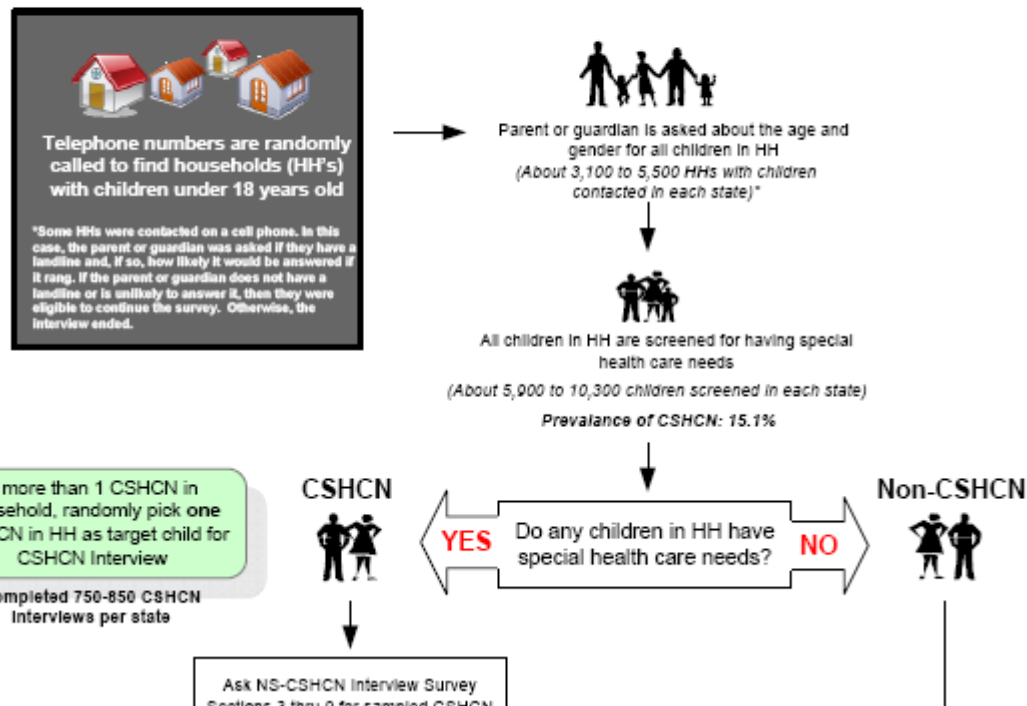 Telephone numbers are randomly
called to find households (HH's)
with children under 18 years old
*Some HHs were contacted on a cell phone. In this
case, the parent or guardian was asked if they have a
landline and, if so, how likely it would be answered if
it rang. If the parent or guardian does not have a
landline or is unlikely to answer it, then they were
eligible to continue the survey. Otherwise, the
interview ended.
Parent or guardian is asked about the age and
gender for all children in HH
(About 3,100 to 5,500 HHs with children
contacted in each state)*
All children in HH are screened for having special
health care needs
(About 5,900 to 10,300 children screened in each state)
Prevalance of CSHCN: 15.1%
more than 1 CSHCN in
randomly pick one
in HH as target child for
CSHCN Interview
750-850 CSHCN
Interviews per state
CSHCN
YES
Do any children in HH have
special health care needs?
NO
Non-CSHCN
Ask NS-CSHCN Interview Survey
Sections 3 thru 9 for sampled CSHCN